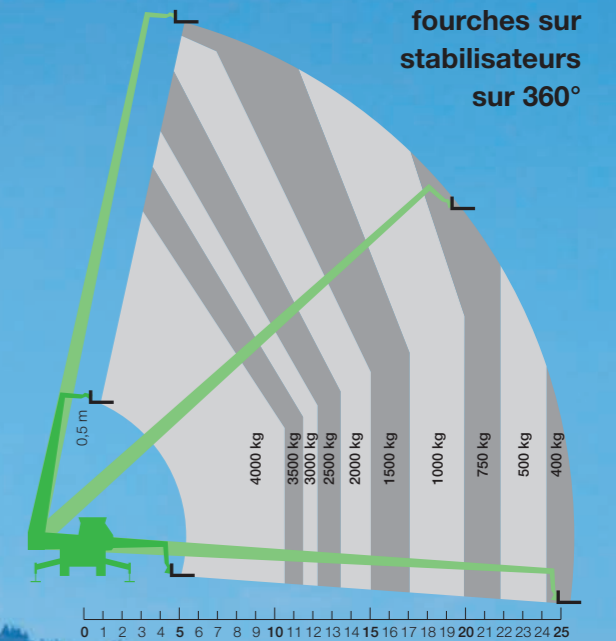 fourches sur
stabilisateurs
sur 360°
0,5 m
4000 kg
3500 kg
3000 kg
2500 kg
2000 kg
1500 kg
1000 kg
750 kg
500 kg
400 kg
0 1 2 3 4 5 6 7 8 9 10 11 12 13 14 15 16 17 18 19 20 21 22 23 24 25